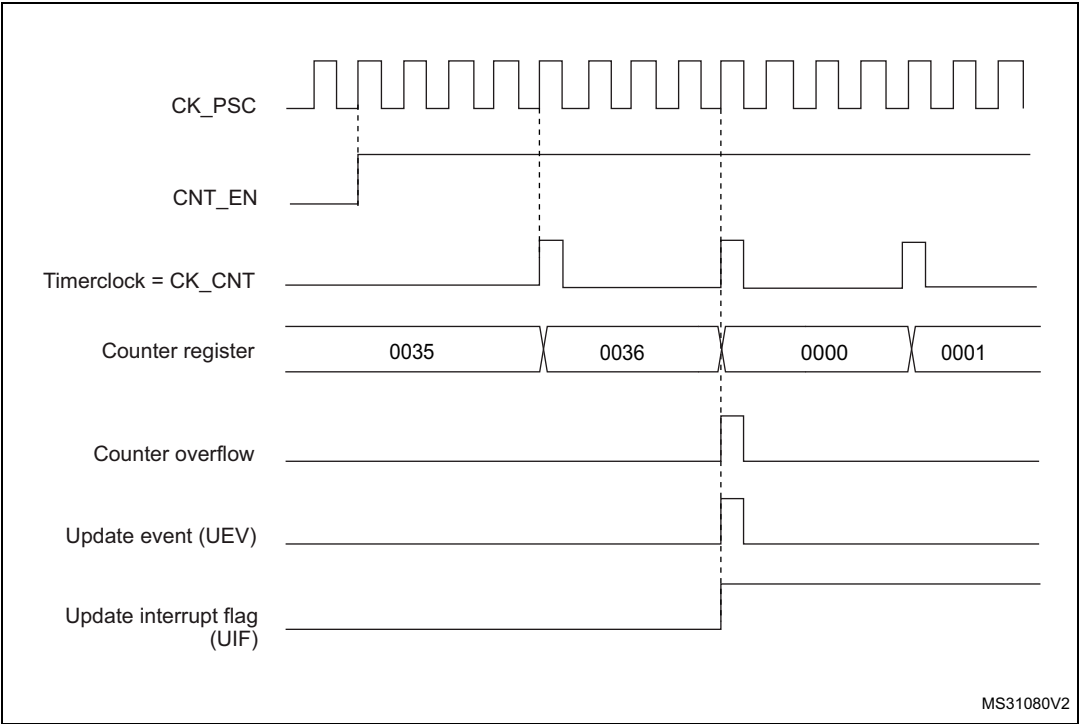 CK_PSC
CNT_EN
Timerclock = CK_CNT
Counter register
0035
0036
0000
0001
Counter overflow
Update event (UEV)
Update interrupt flag
(UIF)
MS31080V2